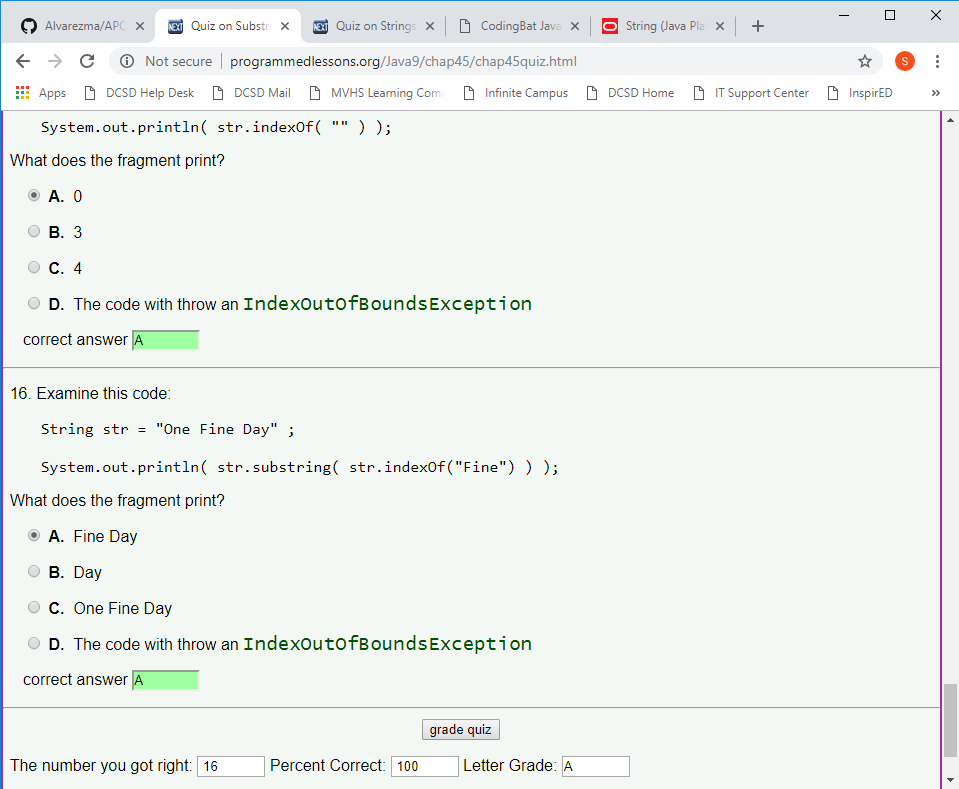 Alvarezma/APC
Quiz on Substr
Quiz on Strings
CodingBat Java
String (Java Pla
Not secure
programmedlessons.org/Java9/chap45/chap45quiz.html
S
Apps
DCSD Help Desk
DCSD Mail
MVHS Learning Com
Infinite Campus
DCSD Home
IT Support Center
InspirED
»
System.out.println( str.indexOf( "" ) );
What does the fragment print?
A. 0
B. 3
C. 4
D. The code with throw an IndexOutOfBoundsException
correct answer A
16. Examine this code:
String str = "One Fine Day" ;
System.out.println( str.substring( str.indexOf("Fine") ) );
What does the fragment print?
A. Fine Day
B. Day
C. One Fine Day
D. The code with throw an IndexOutOfBoundsException
correct answer A
grade quiz
The number you got right: 16 Percent Correct: 100 Letter Grade: A